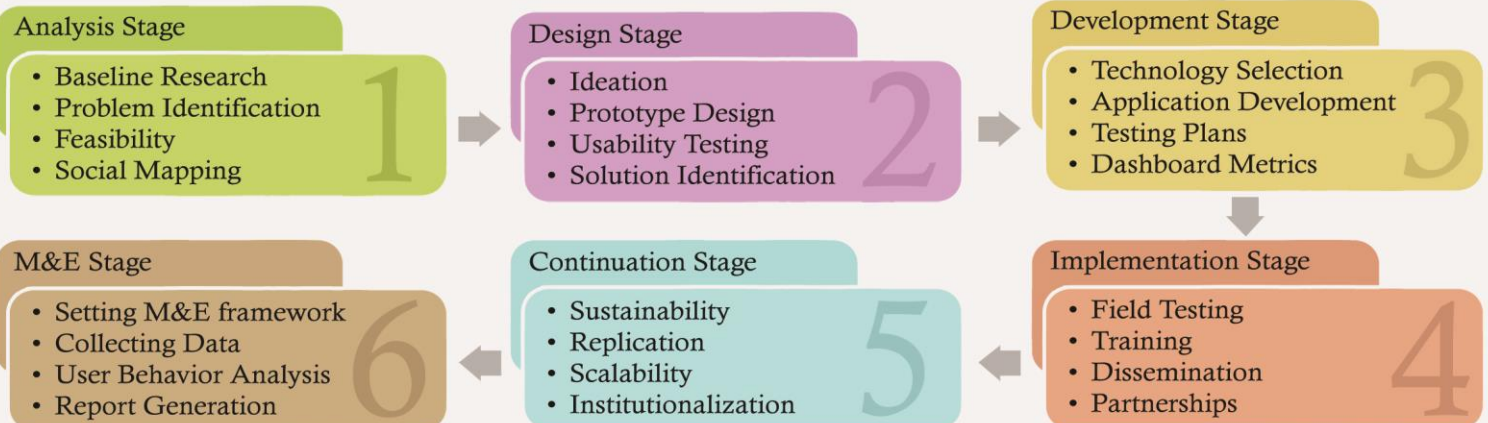 Analysis Stage
• Baseline Research
• Problem Identification
• Feasibility
• Social Mapping
1
Design Stage
• Ideation
• Prototype Design
• Usability Testing
• Solution Identification
2
Development Stage
• Technology Selection
• Application Development
• Testing Plans
• Dashboard Metrics
3
Implementation Stage
• Field Testing
• Training
• Dissemination
• Partnerships
4
Continuation Stage
• Sustainability
• Replication
• Scalability
• Institutionalization
5
M&E Stage
• Setting M&E framework
• Collecting Data
• User Behavior Analysis
• Report Generation
6